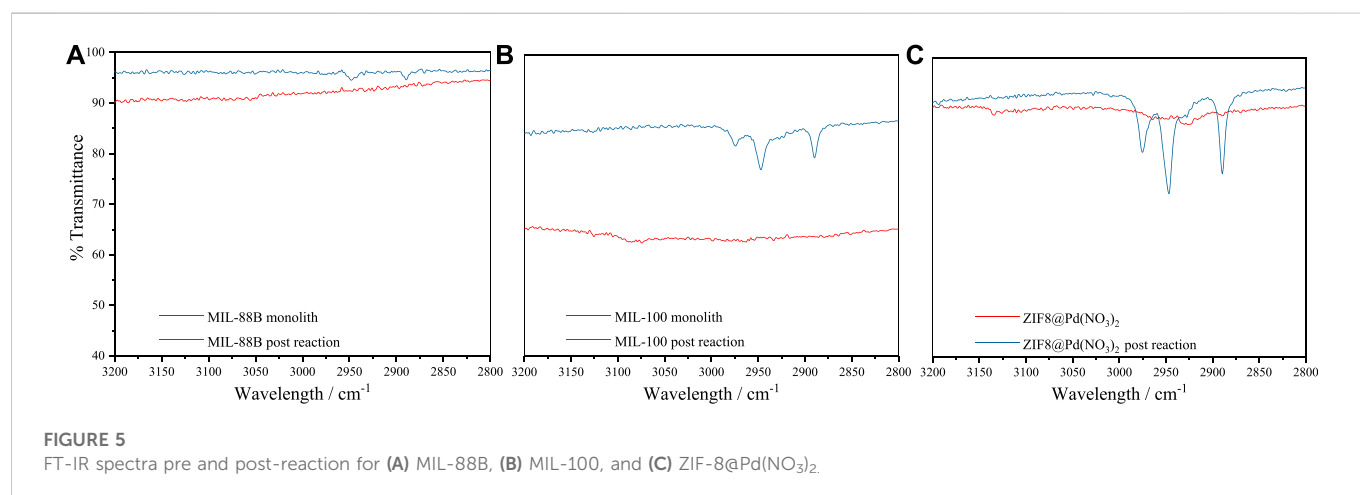 A
B
C
100
90
80
70
60
50
40
% Transmittance
MIL-88B monolith
MIL-88B post reaction
MIL-100 monolith
MIL-100 post reaction
ZIF8@Pd(NO₃)₂
ZIF8@Pd(NO₃)₂ post reaction
3200 3150 3100 3050 3000 2950 2900 2850 2800
3200 3150 3100 3050 3000 2950 2900 2850 2800
3200 3150 3100 3050 3000 2950 2900 2850 2800
Wavelength / cm⁻¹
Wavelength / cm⁻¹
Wavelength / cm⁻¹
FIGURE 5
FT-IR spectra pre and post-reaction for (A) MIL-88B, (B) MIL-100, and (C) ZIF-8@Pd(NO₃)₂.